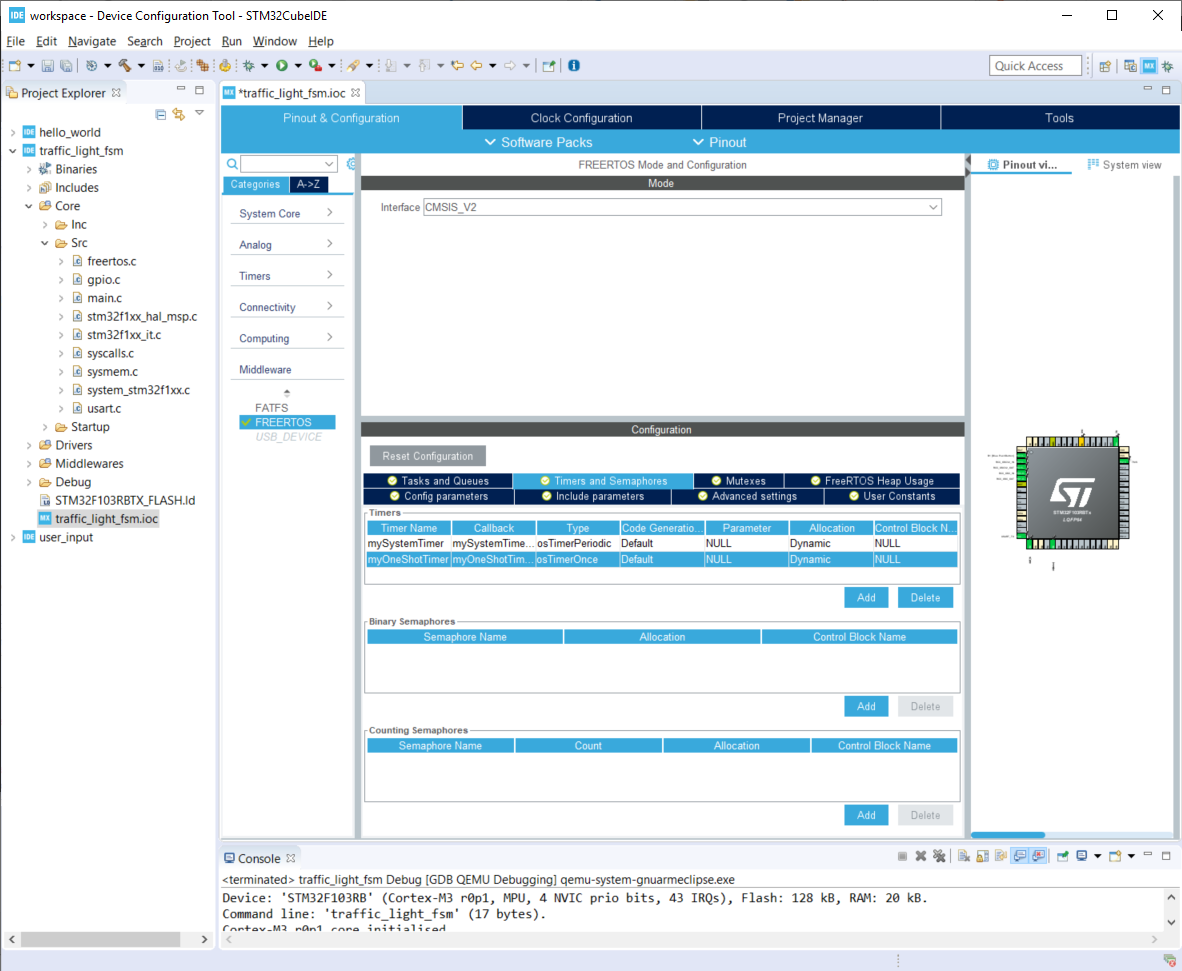 workspace - Device Configuration Tool - STM32CubeIDE
File Edit Navigate Search Project Run Window Help
Quick Access
Project Explorer
*traffic_light_fsm.ioc
hello_world
traffic_light_fsm
Binaries
Includes
Core
Inc
Src
freertos.c
gpio.c
main.c
stm32f1xx_hal_msp.c
stm32f1xx_it.c
syscalls.c
sysmem.c
system_stm32f1xx.c
usart.c
Startup
Drivers
Middlewares
Debug
STM32F103RBTX_FLASH.ld
traffic_light_fsm.ioc
user_input
Pinout & Configuration
Clock Configuration
Project Manager
Tools
Software Packs
Pinout
Categories
A->Z
System Core
Analog
Timers
Connectivity
Computing
Middleware
FATFS
FREERTOS
USB_DEVICE
FREERTOS Mode and Configuration
Mode
Interface CMSIS_V2
Configuration
Reset Configuration
Tasks and Queues
Timers and Semaphores
Mutexes
FreeRTOS Heap Usage
Config parameters
Include parameters
Advanced settings
User Constants
Timers
Timer Name Callback Type Code Generatio... Parameter Allocation Control Block N...
mySystemTimer mySystemTime... osTimerPeriodic Default NULL Dynamic NULL
myOneShotTimer myOneShotTim... osTimerOnce Default NULL Dynamic NULL
Add Delete
Binary Semaphores
Semaphore Name Allocation Control Block Name
Add Delete
Counting Semaphores
Semaphore Name Count Allocation Control Block Name
Add Delete
Pinout vi...
System view
STM32F103RBTx
LQFP64
Console
<terminated> traffic_light_fsm Debug [GDB QEMU Debugging] qemu-system-gnuarmeclipse.exe
Device: 'STM32F103RB' (Cortex-M3 r0p1, MPU, 4 NVIC prio bits, 43 IRQs), Flash: 128 kB, RAM: 20 kB.
Command line: 'traffic_light_fsm' (17 bytes).
Cortex-M3 r0p1 core initialised